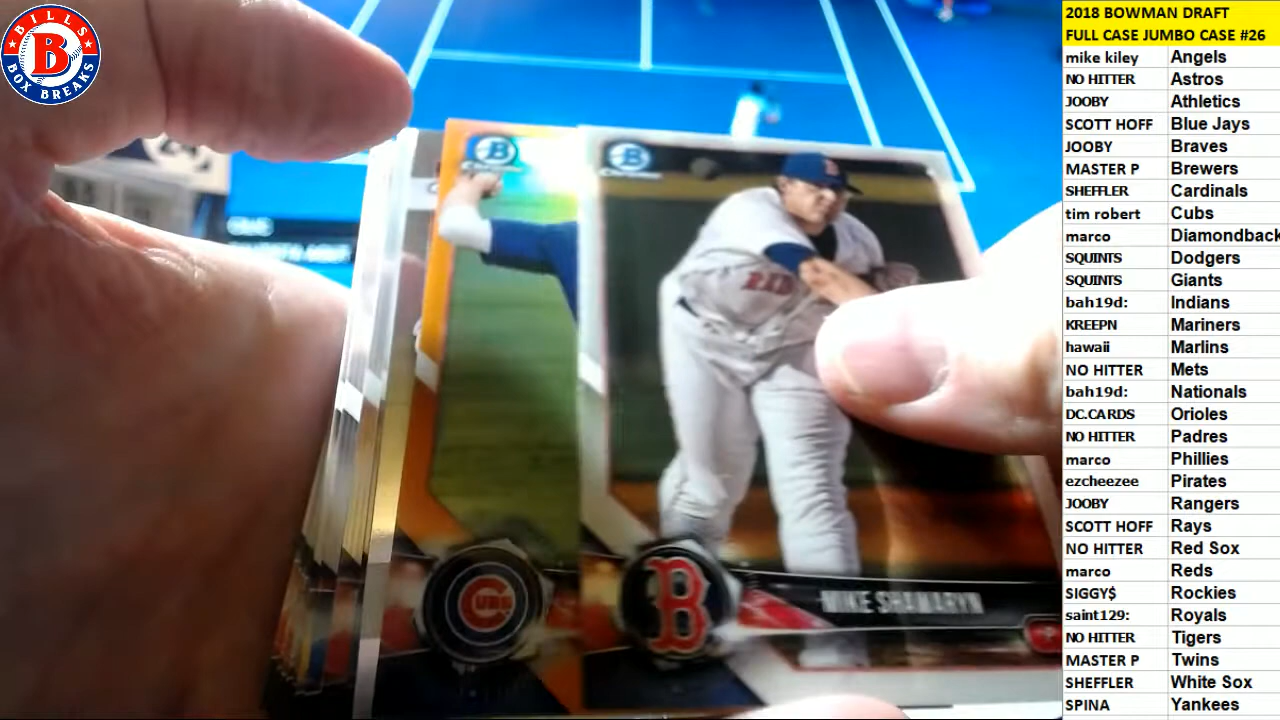 BILLS
B
BOX BREAKS
B
Chrome
B
Chrome
RED
CUBS
B
MIKE SHAWARYN
2018 BOWMAN DRAFT
FULL CASE JUMBO CASE #26
mike kiley Angels
NO HITTER Astros
JOOBY Athletics
SCOTT HOFF Blue Jays
JOOBY Braves
MASTER P Brewers
SHEFFLER Cardinals
tim robert Cubs
marco Diamondback
SQUINTS Dodgers
SQUINTS Giants
bah19d: Indians
KREEPN Mariners
hawaii Marlins
NO HITTER Mets
bah19d: Nationals
DC.CARDS Orioles
NO HITTER Padres
marco Phillies
ezcheezee Pirates
JOOBY Rangers
SCOTT HOFF Rays
NO HITTER Red Sox
marco Reds
SIGGY$ Rockies
saint129: Royals
NO HITTER Tigers
MASTER P Twins
SHEFFLER White Sox
SPINA Yankees